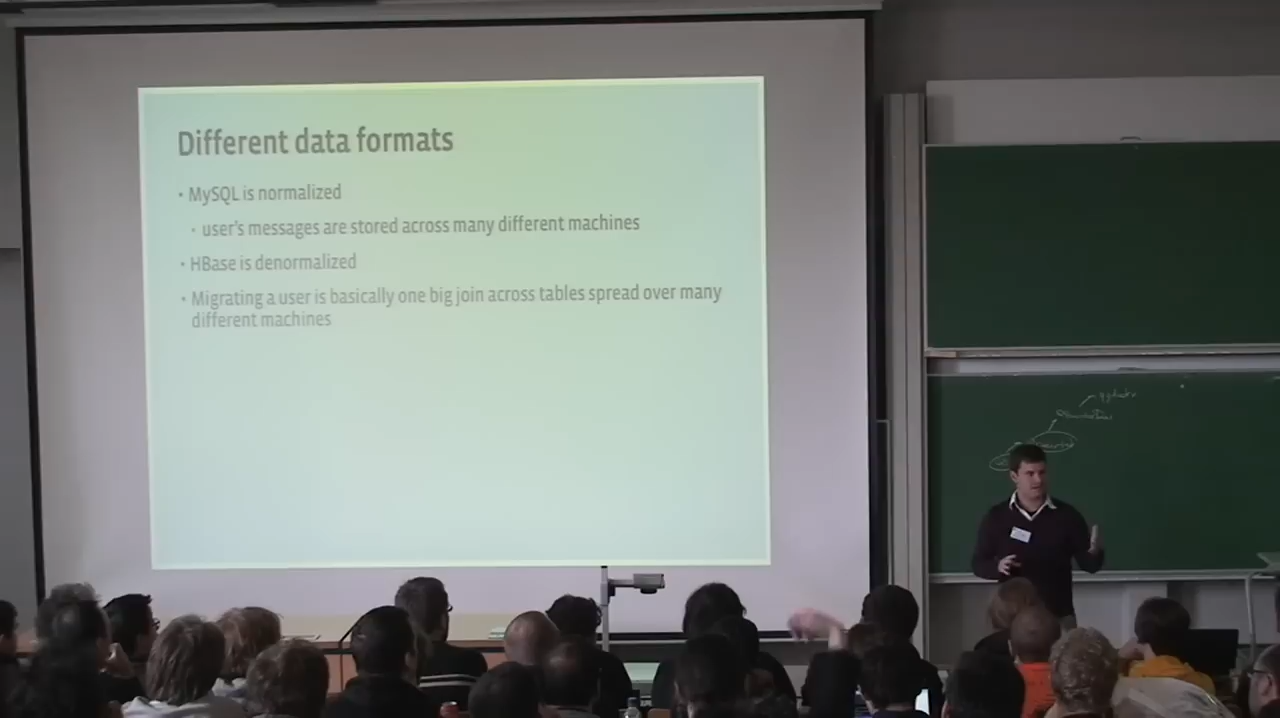 Different data formats
• MySQL is normalized
• user's messages are stored across many different machines
• HBase is denormalized
• Migrating a user is basically one big join across tables spread over many
different machines